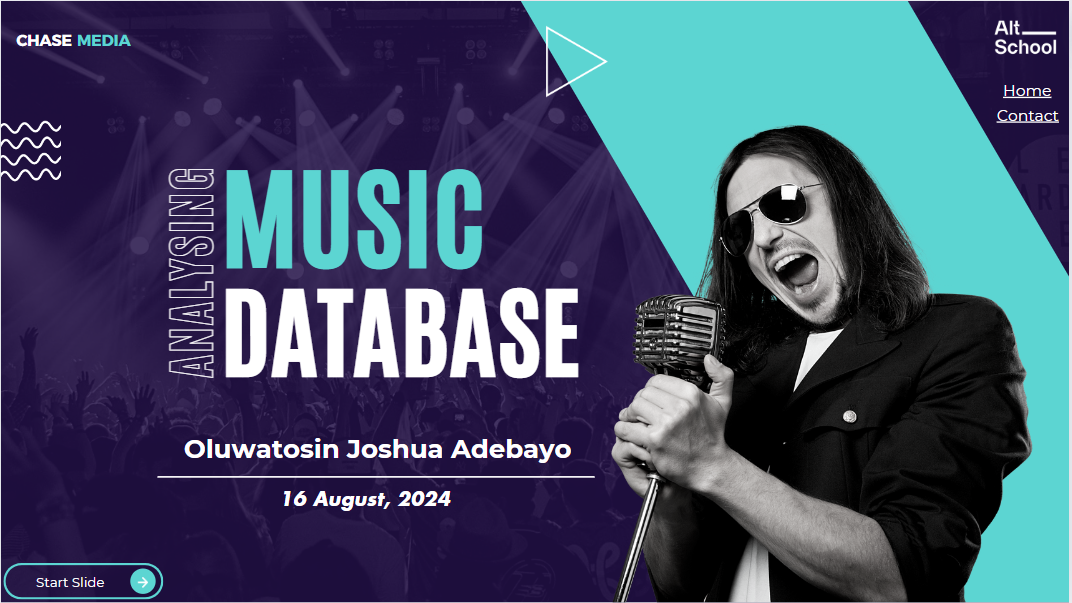 CHASE MEDIA
Alt
School
Home
Contact
ANALYSING
MUSIC
DATABASE
Oluwatosin Joshua Adebayo
16 August, 2024
Start Slide